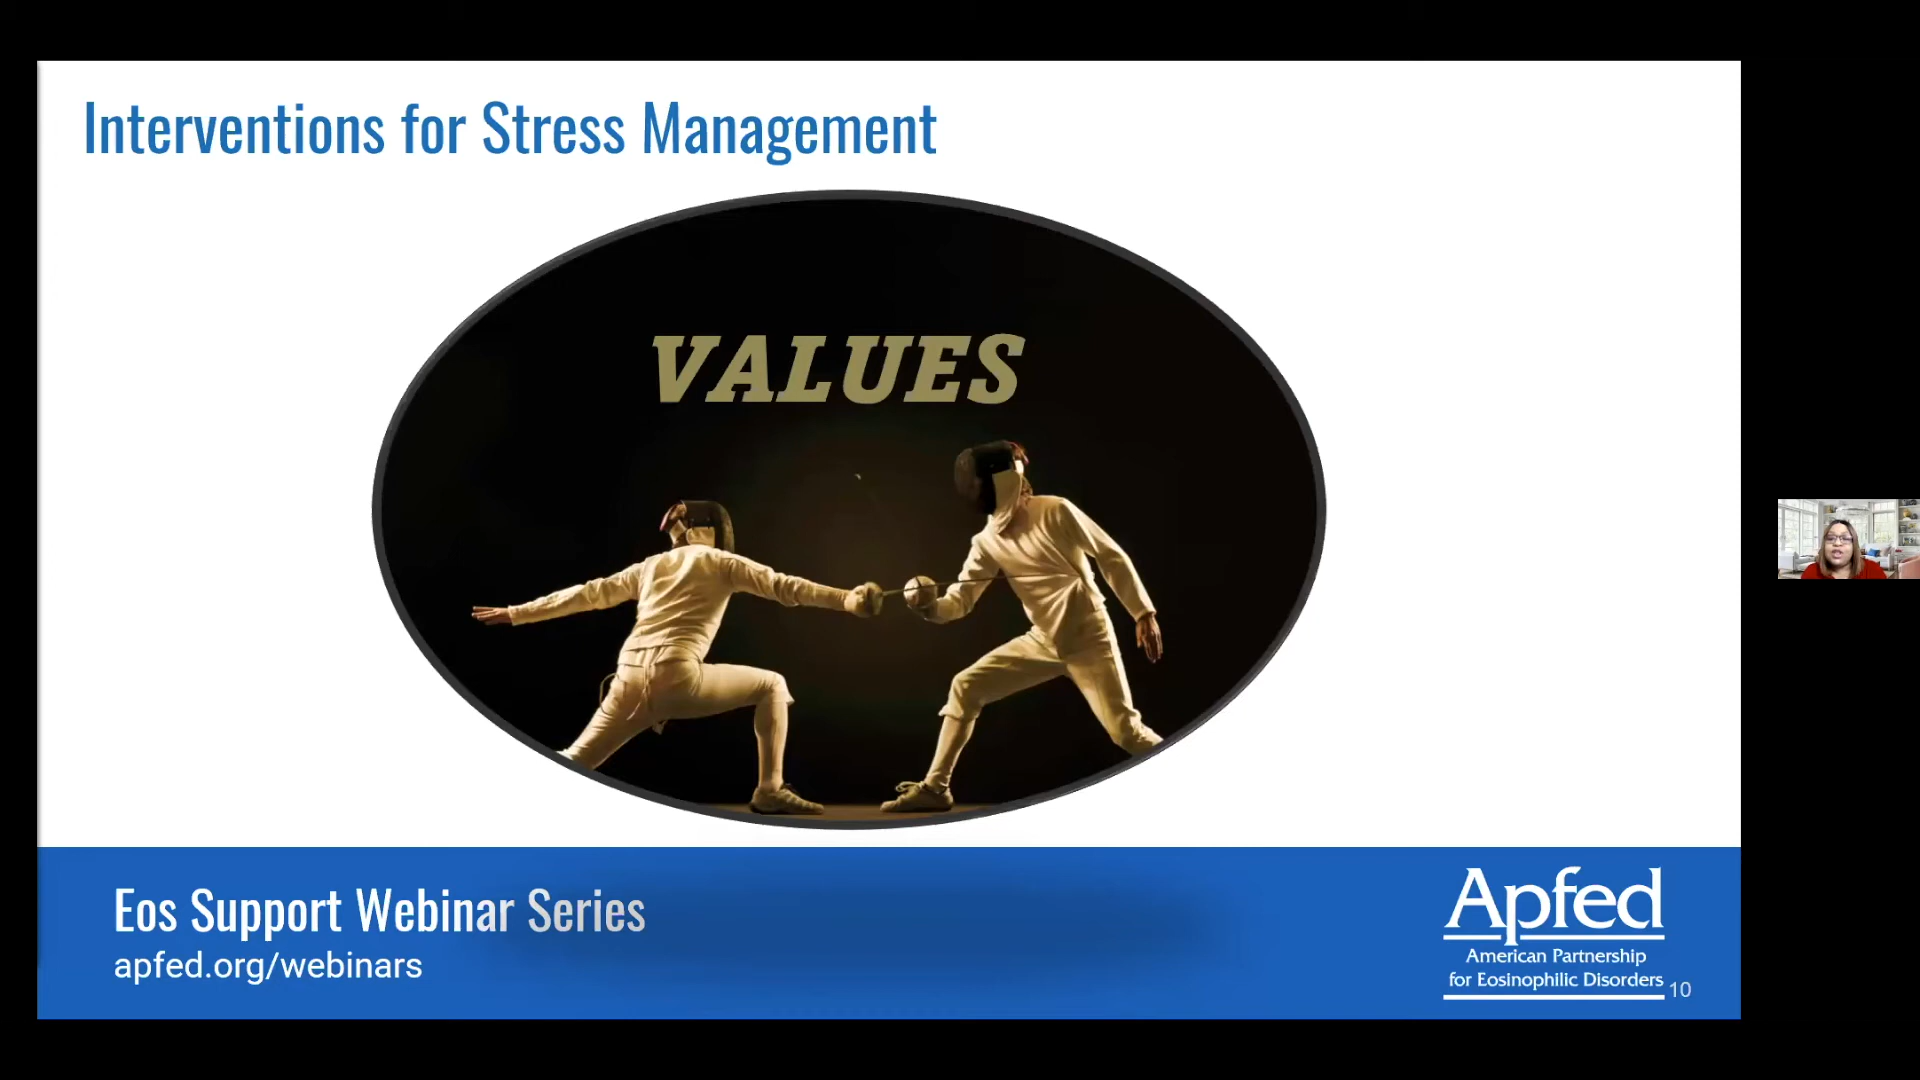 Interventions for Stress Management
VALUES
Eos Support Webinar Series
apfed.org/webinars
Apfed
American Partnership
for Eosinophilic Disorders
10